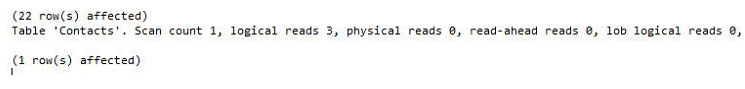 (22 row(s) affected)
Table 'Contacts'. Scan count 1, logical reads 3, physical reads 0, read-ahead reads 0, lob logical reads 0,
(1 row(s) affected)